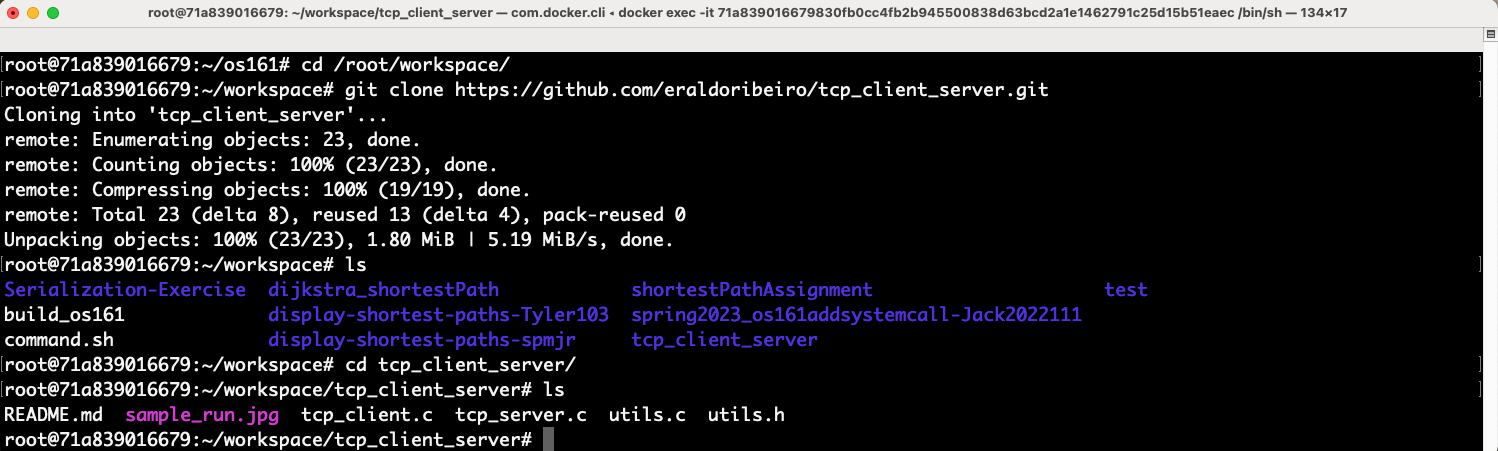 root@71a839016679: ~/workspace/tcp_client_server — com.docker.cli ◂ docker exec -it 71a839016679830fb0cc4fb2b945500838d63bcd2a1e1462791c25d15b51eaec /bin/sh — 134×17
root@71a839016679:~/os161# cd /root/workspace/
root@71a839016679:~/workspace# git clone https://github.com/eraldoribeiro/tcp_client_server.git
Cloning into 'tcp_client_server'...
remote: Enumerating objects: 23, done.
remote: Counting objects: 100% (23/23), done.
remote: Compressing objects: 100% (19/19), done.
remote: Total 23 (delta 8), reused 13 (delta 4), pack-reused 0
Unpacking objects: 100% (23/23), 1.80 MiB | 5.19 MiB/s, done.
root@71a839016679:~/workspace# ls
Serialization-Exercise  dijkstra_shortestPath            shortestPathAssignment                     test
build_os161             display-shortest-paths-Tyler103  spring2023_os161addsystemcall-Jack2022111
command.sh              display-shortest-paths-spmjr     tcp_client_server
root@71a839016679:~/workspace# cd tcp_client_server/
root@71a839016679:~/workspace/tcp_client_server# ls
README.md  sample_run.jpg  tcp_client.c  tcp_server.c  utils.c  utils.h
root@71a839016679:~/workspace/tcp_client_server#